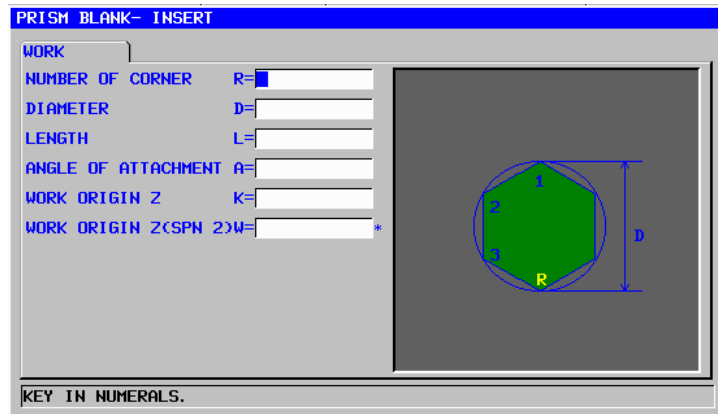 PRISM BLANK- INSERT
WORK
NUMBER OF CORNER R=
DIAMETER D=
LENGTH L=
ANGLE OF ATTACHMENT A=
WORK ORIGIN Z K=
WORK ORIGIN Z(SPN 2)W= *
1
2
D
3
R
KEY IN NUMERALS.